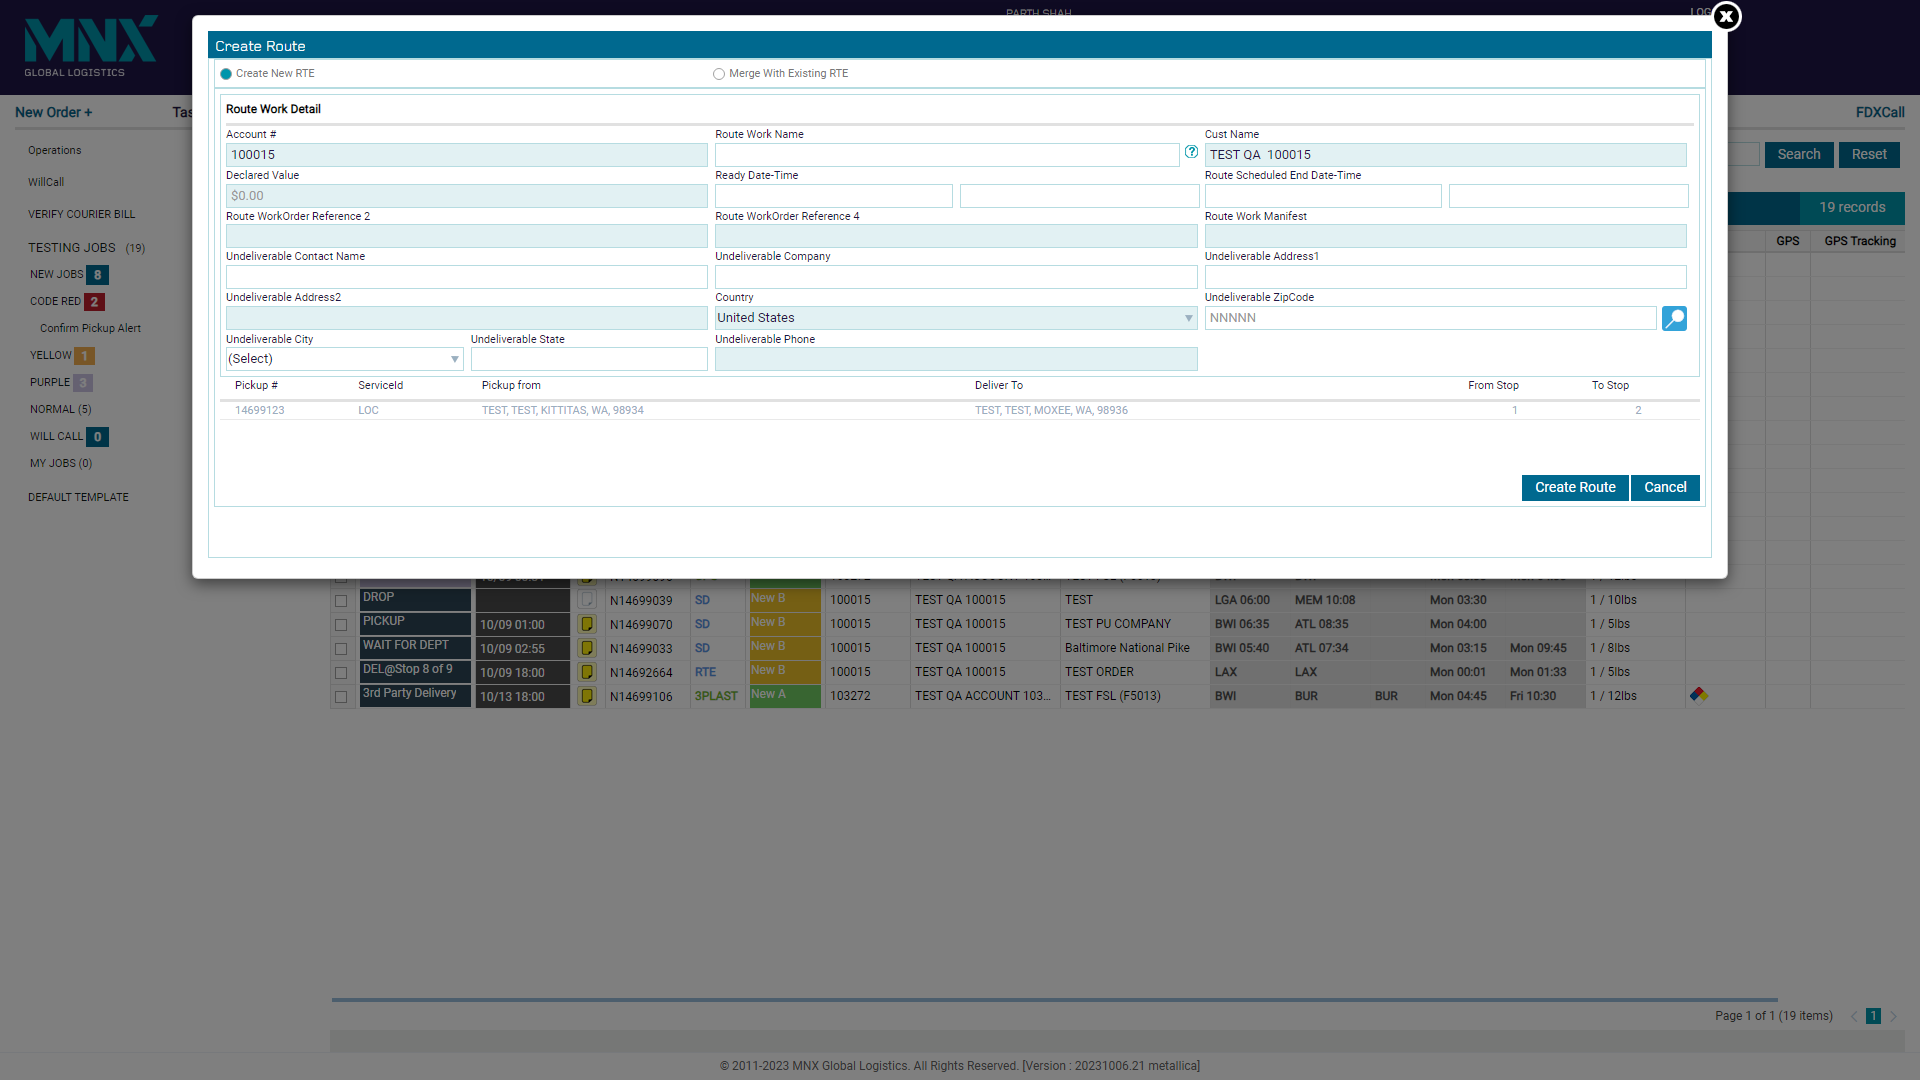 MNX
GLOBAL LOGISTICS
PARTH SHAH
LOG
X
Create Route
Create New RTE
Merge With Existing RTE
Route Work Detail
Account #
Route Work Name
Cust Name
100015
?
TEST QA 100015
Declared Value
Ready Date-Time
Route Scheduled End Date-Time
$0.00
Route WorkOrder Reference 2
Route WorkOrder Reference 4
Route Work Manifest
Undeliverable Contact Name
Undeliverable Company
Undeliverable Address1
Undeliverable Address2
Country
Undeliverable ZipCode
United States
NNNNN
Undeliverable City
Undeliverable State
Undeliverable Phone
(Select)
Pickup #
ServiceId
Pickup from
Deliver To
From Stop
To Stop
14699123
LOC
TEST, TEST, KITTITAS, WA, 98934
TEST, TEST, MOXEE, WA, 98936
1
2
Create Route
Cancel
New Order +
Tas
FDXCall
Operations
WillCall
VERIFY COURIER BILL
TESTING JOBS (19)
NEW JOBS 8
CODE RED 2
Confirm Pickup Alert
YELLOW 1
PURPLE 3
NORMAL (5)
WILL CALL 0
MY JOBS (0)
DEFAULT TEMPLATE
Search
Reset
19 records
GPS
GPS Tracking
DROP N14699039 SD New B 100015 TEST QA 100015 TEST LGA 06:00 MEM 10:08 Mon 03:30 1 / 10lbs
PICKUP 10/09 01:00 N14699070 SD New B 100015 TEST QA 100015 TEST PU COMPANY BWI 06:35 ATL 08:35 Mon 04:00 1 / 5lbs
WAIT FOR DEPT 10/09 02:55 N14699033 SD New B 100015 TEST QA 100015 Baltimore National Pike BWI 05:40 ATL 07:34 Mon 03:15 Mon 09:45 1 / 8lbs
DEL@Stop 8 of 9 10/09 18:00 N14692664 RTE New B 100015 TEST QA 100015 TEST ORDER LAX LAX Mon 00:01 Mon 01:33 1 / 5lbs
3rd Party Delivery 10/13 18:00 N14699106 3PLAST New A 103272 TEST QA ACCOUNT 103... TEST FSL (F5013) BWI BUR BUR Mon 04:45 Fri 10:30 1 / 12lbs
Page 1 of 1 (19 items) 1
© 2011-2023 MNX Global Logistics. All Rights Reserved. [Version : 20231006.21 metallica]